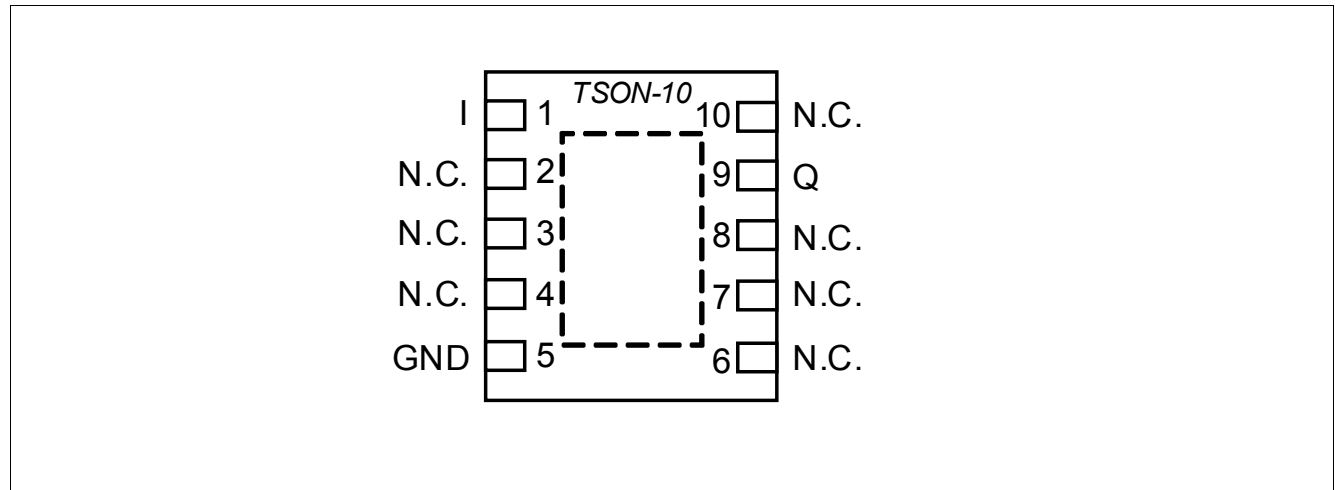 TSON-10
I 1 10 N.C.
N.C. 2 9 Q
N.C. 3 8 N.C.
N.C. 4 7 N.C.
GND 5 6 N.C.